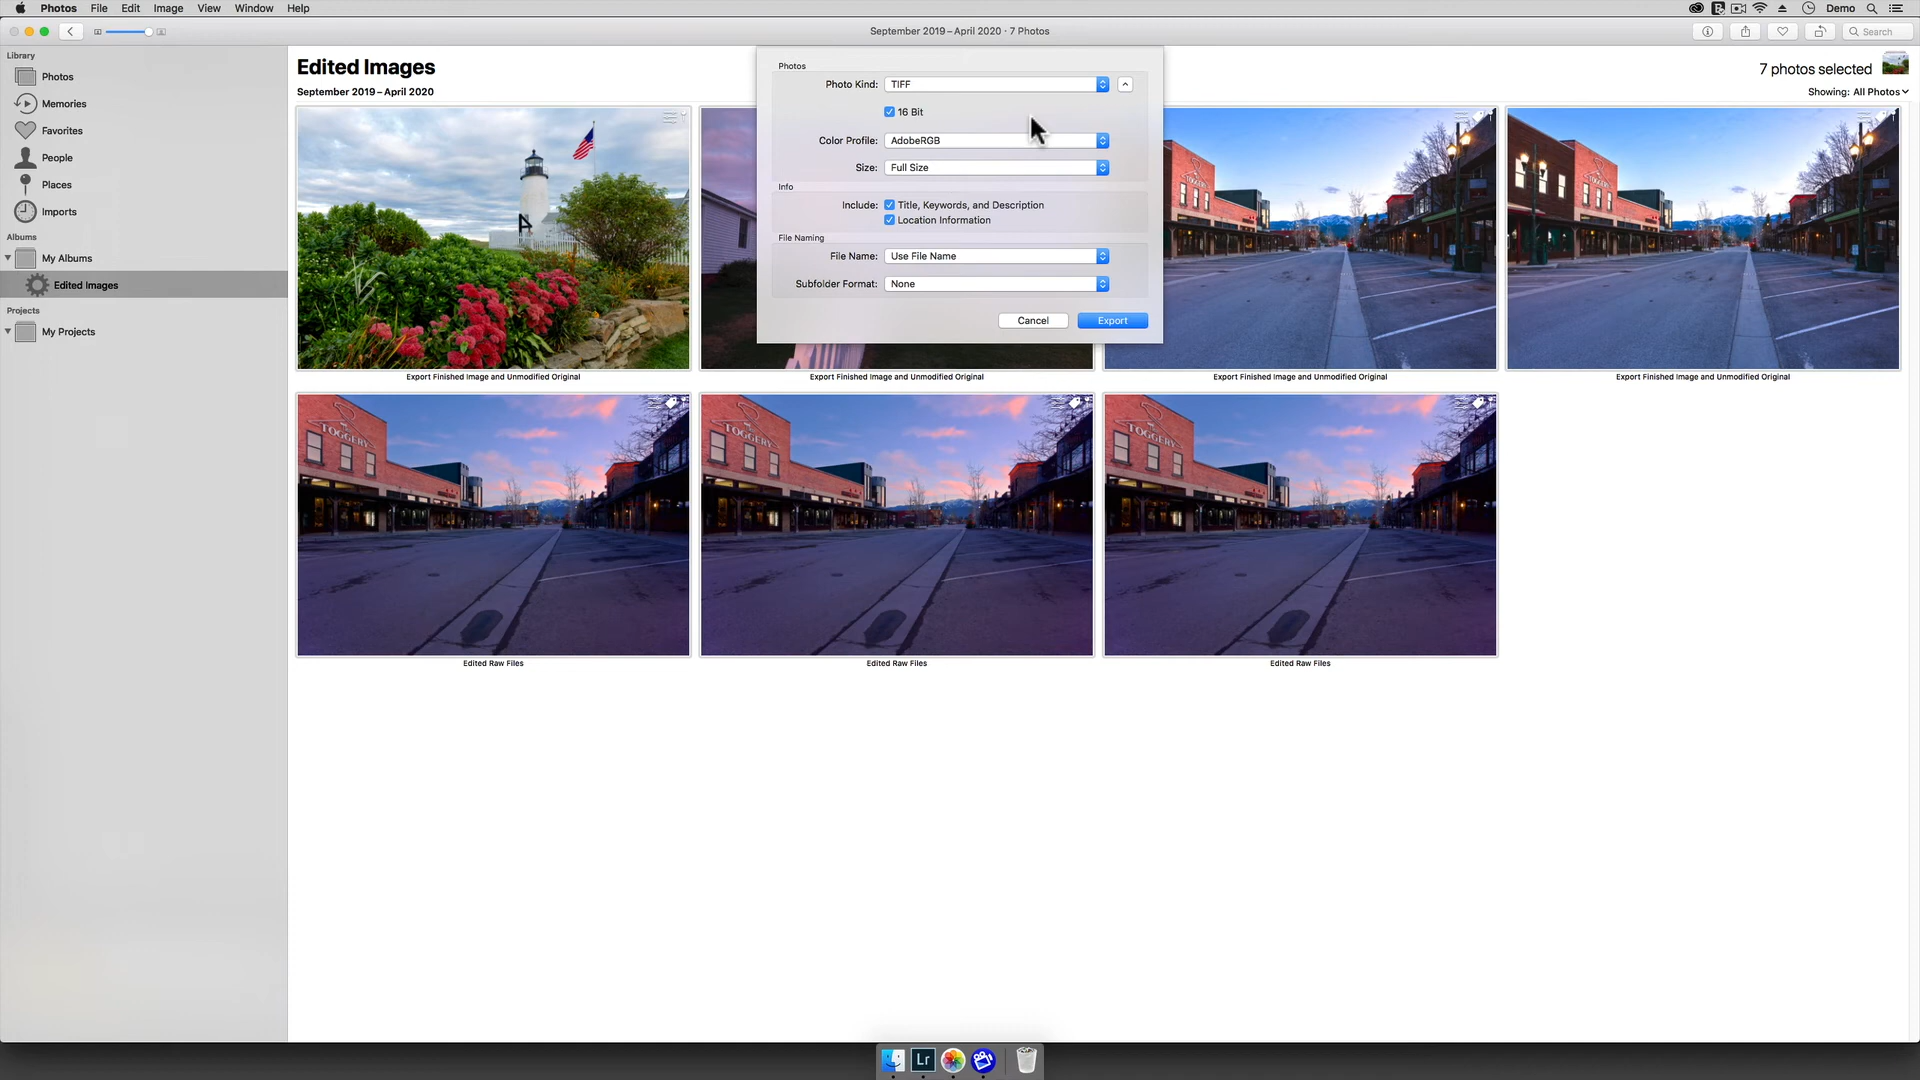 Photos File Edit Image View Window Help
Demo
September 2019 – April 2020 · 7 Photos
Search
Library
Photos
Memories
Favorites
People
Places
Imports
Albums
My Albums
Edited Images
Projects
My Projects
Edited Images
September 2019 – April 2020
7 photos selected
Showing: All Photos
Photos
Photo Kind: TIFF
16 Bit
Color Profile: AdobeRGB
Size: Full Size
Info
Include: Title, Keywords, and Description
Location Information
File Naming
File Name: Use File Name
Subfolder Format: None
Cancel Export
Export Finished Image and Unmodified Original
Export Finished Image and Unmodified Original
Export Finished Image and Unmodified Original
Export Finished Image and Unmodified Original
TOGGERY
TOGGERY
TOGGERY
Edited Raw Files
Edited Raw Files
Edited Raw Files
Lr